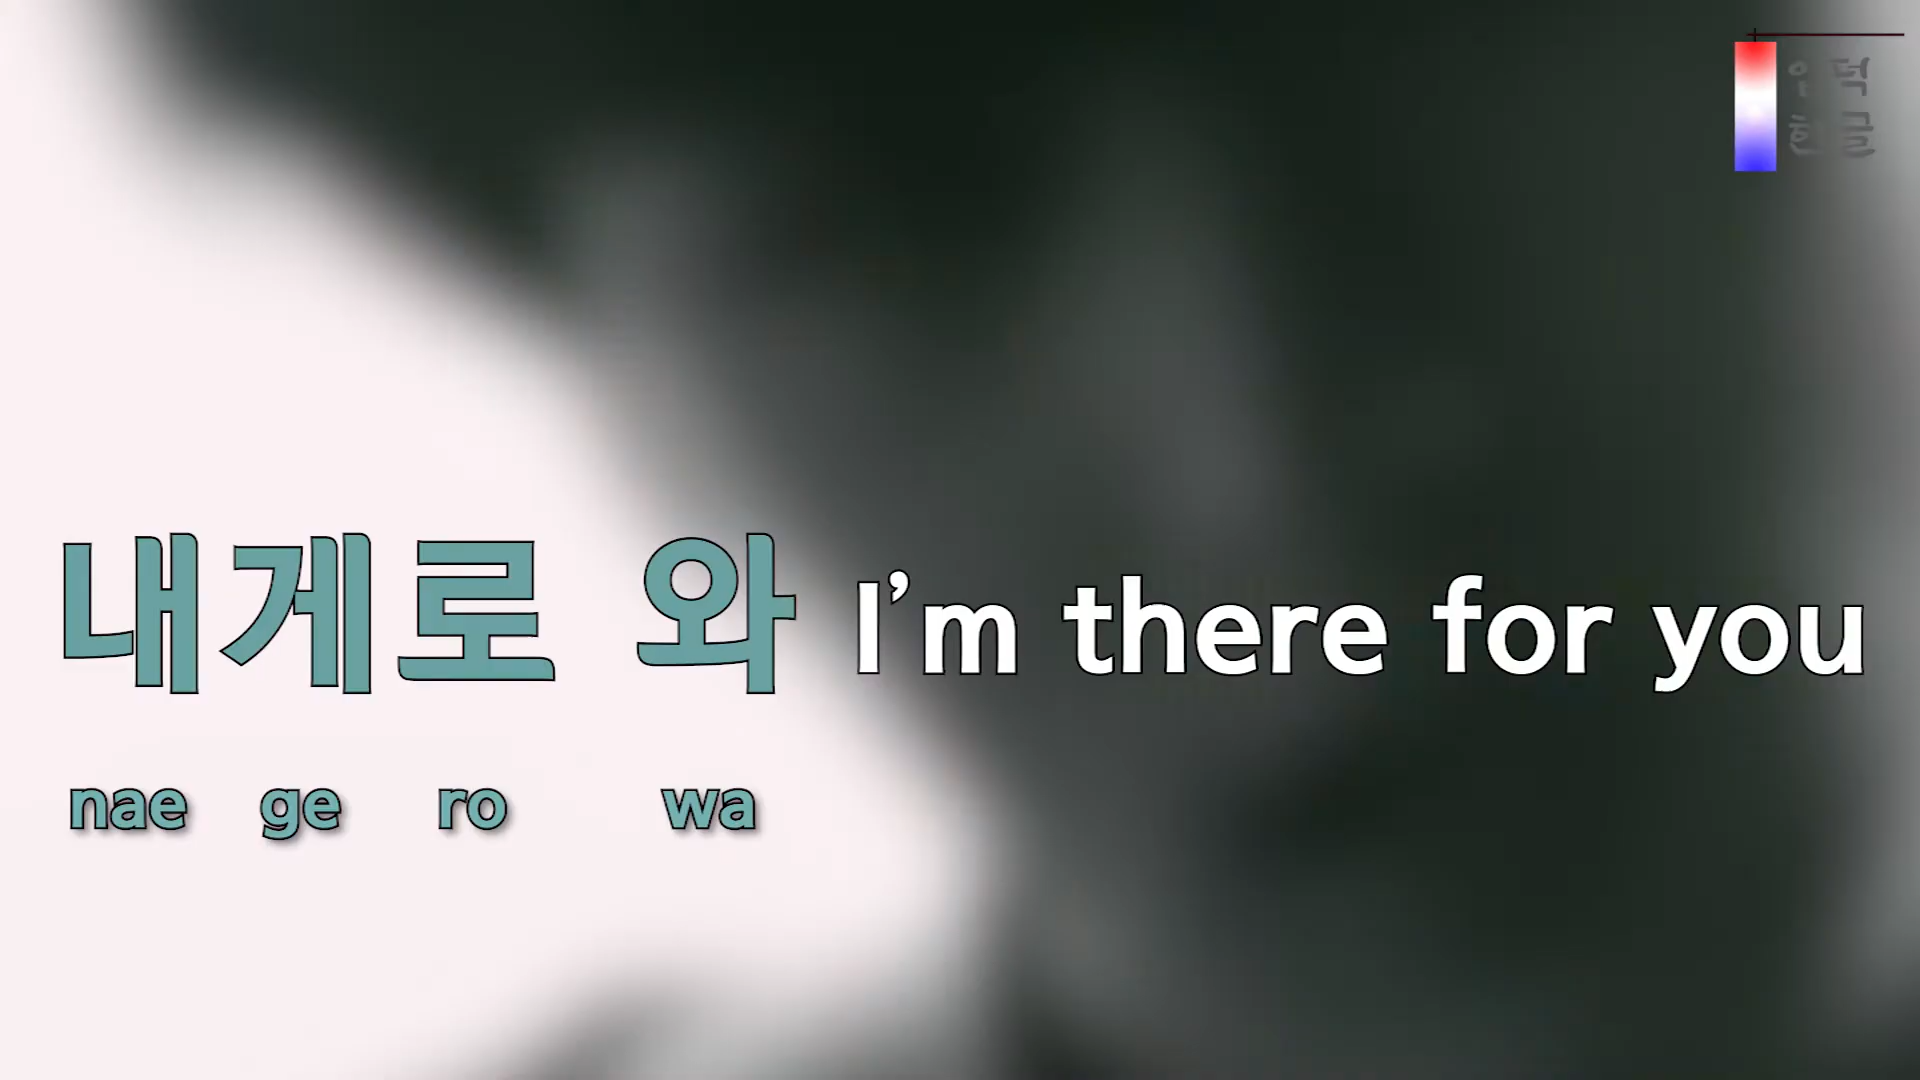 내게로 와 I’m there for you
nae ge ro wa